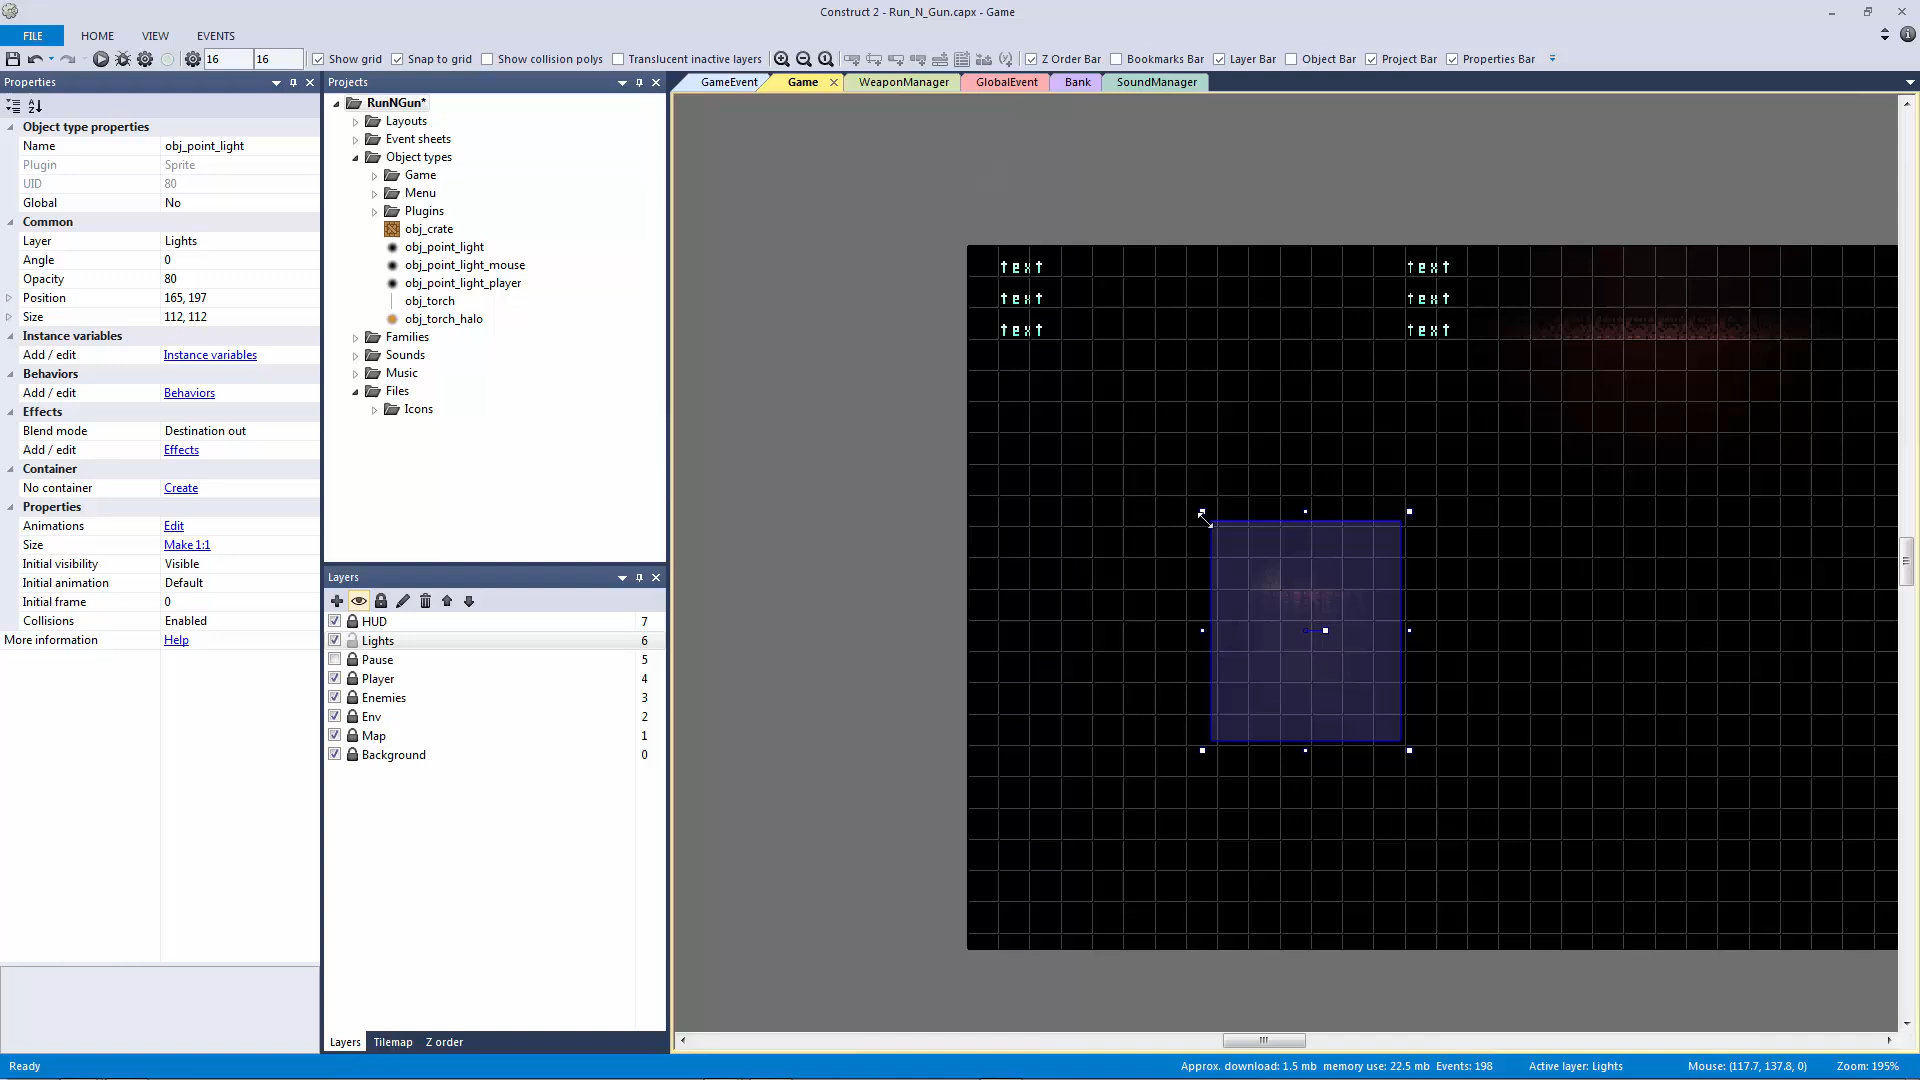 Construct 2 - Run_N_Gun.capx - Game
FILE HOME VIEW EVENTS
16 16 Show grid Snap to grid Show collision polys Translucent inactive layers Z Order Bar Bookmarks Bar Layer Bar Object Bar Project Bar Properties Bar
Properties
Object type properties
Name obj_point_light
Plugin Sprite
UID 80
Global No
Common
Layer Lights
Angle 0
Opacity 80
Position 165, 197
Size 112, 112
Instance variables
Add / edit Instance variables
Behaviors
Add / edit Behaviors
Effects
Blend mode Destination out
Add / edit Effects
Container
No container Create
Properties
Animations Edit
Size Make 1:1
Initial visibility Visible
Initial animation Default
Initial frame 0
Collisions Enabled
More information Help
Projects
RunNGun*
Layouts
Event sheets
Object types
Game
Menu
Plugins
obj_crate
obj_point_light
obj_point_light_mouse
obj_point_light_player
obj_torch
obj_torch_halo
Families
Sounds
Music
Files
Icons
Layers
HUD 7
Lights 6
Pause 5
Player 4
Enemies 3
Env 2
Map 1
Background 0
Layers Tilemap Z order
GameEvent Game WeaponManager GlobalEvent Bank SoundManager
text text
text text
text text
Ready Approx. download: 1.5 mb memory use: 22.5 mb Events: 198 Active layer: Lights Mouse: (117.7, 137.8, 0) Zoom: 195%